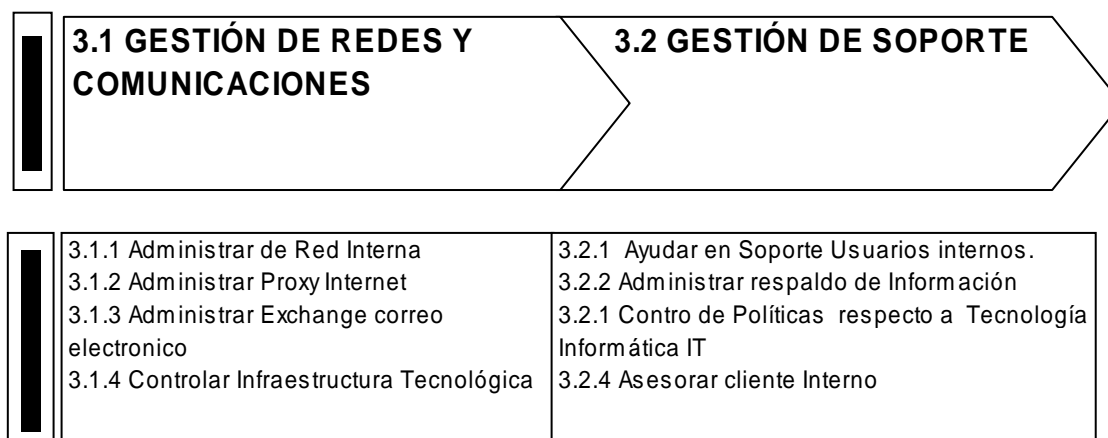 3.1 GESTIÓN DE REDES Y
COMUNICACIONES
3.2 GESTIÓN DE SOPORTE
3.1.1 Administrar de Red Interna
3.1.2 Administrar Proxy Internet
3.1.3 Administrar Exchange correo
electronico
3.1.4 Controlar Infraestructura Tecnológica
3.2.1 Ayudar en Soporte Usuarios internos.
3.2.2 Administrar respaldo de Información
3.2.1 Contro de Políticas respecto a Tecnología
Informática IT
3.2.4 Asesorar cliente Interno